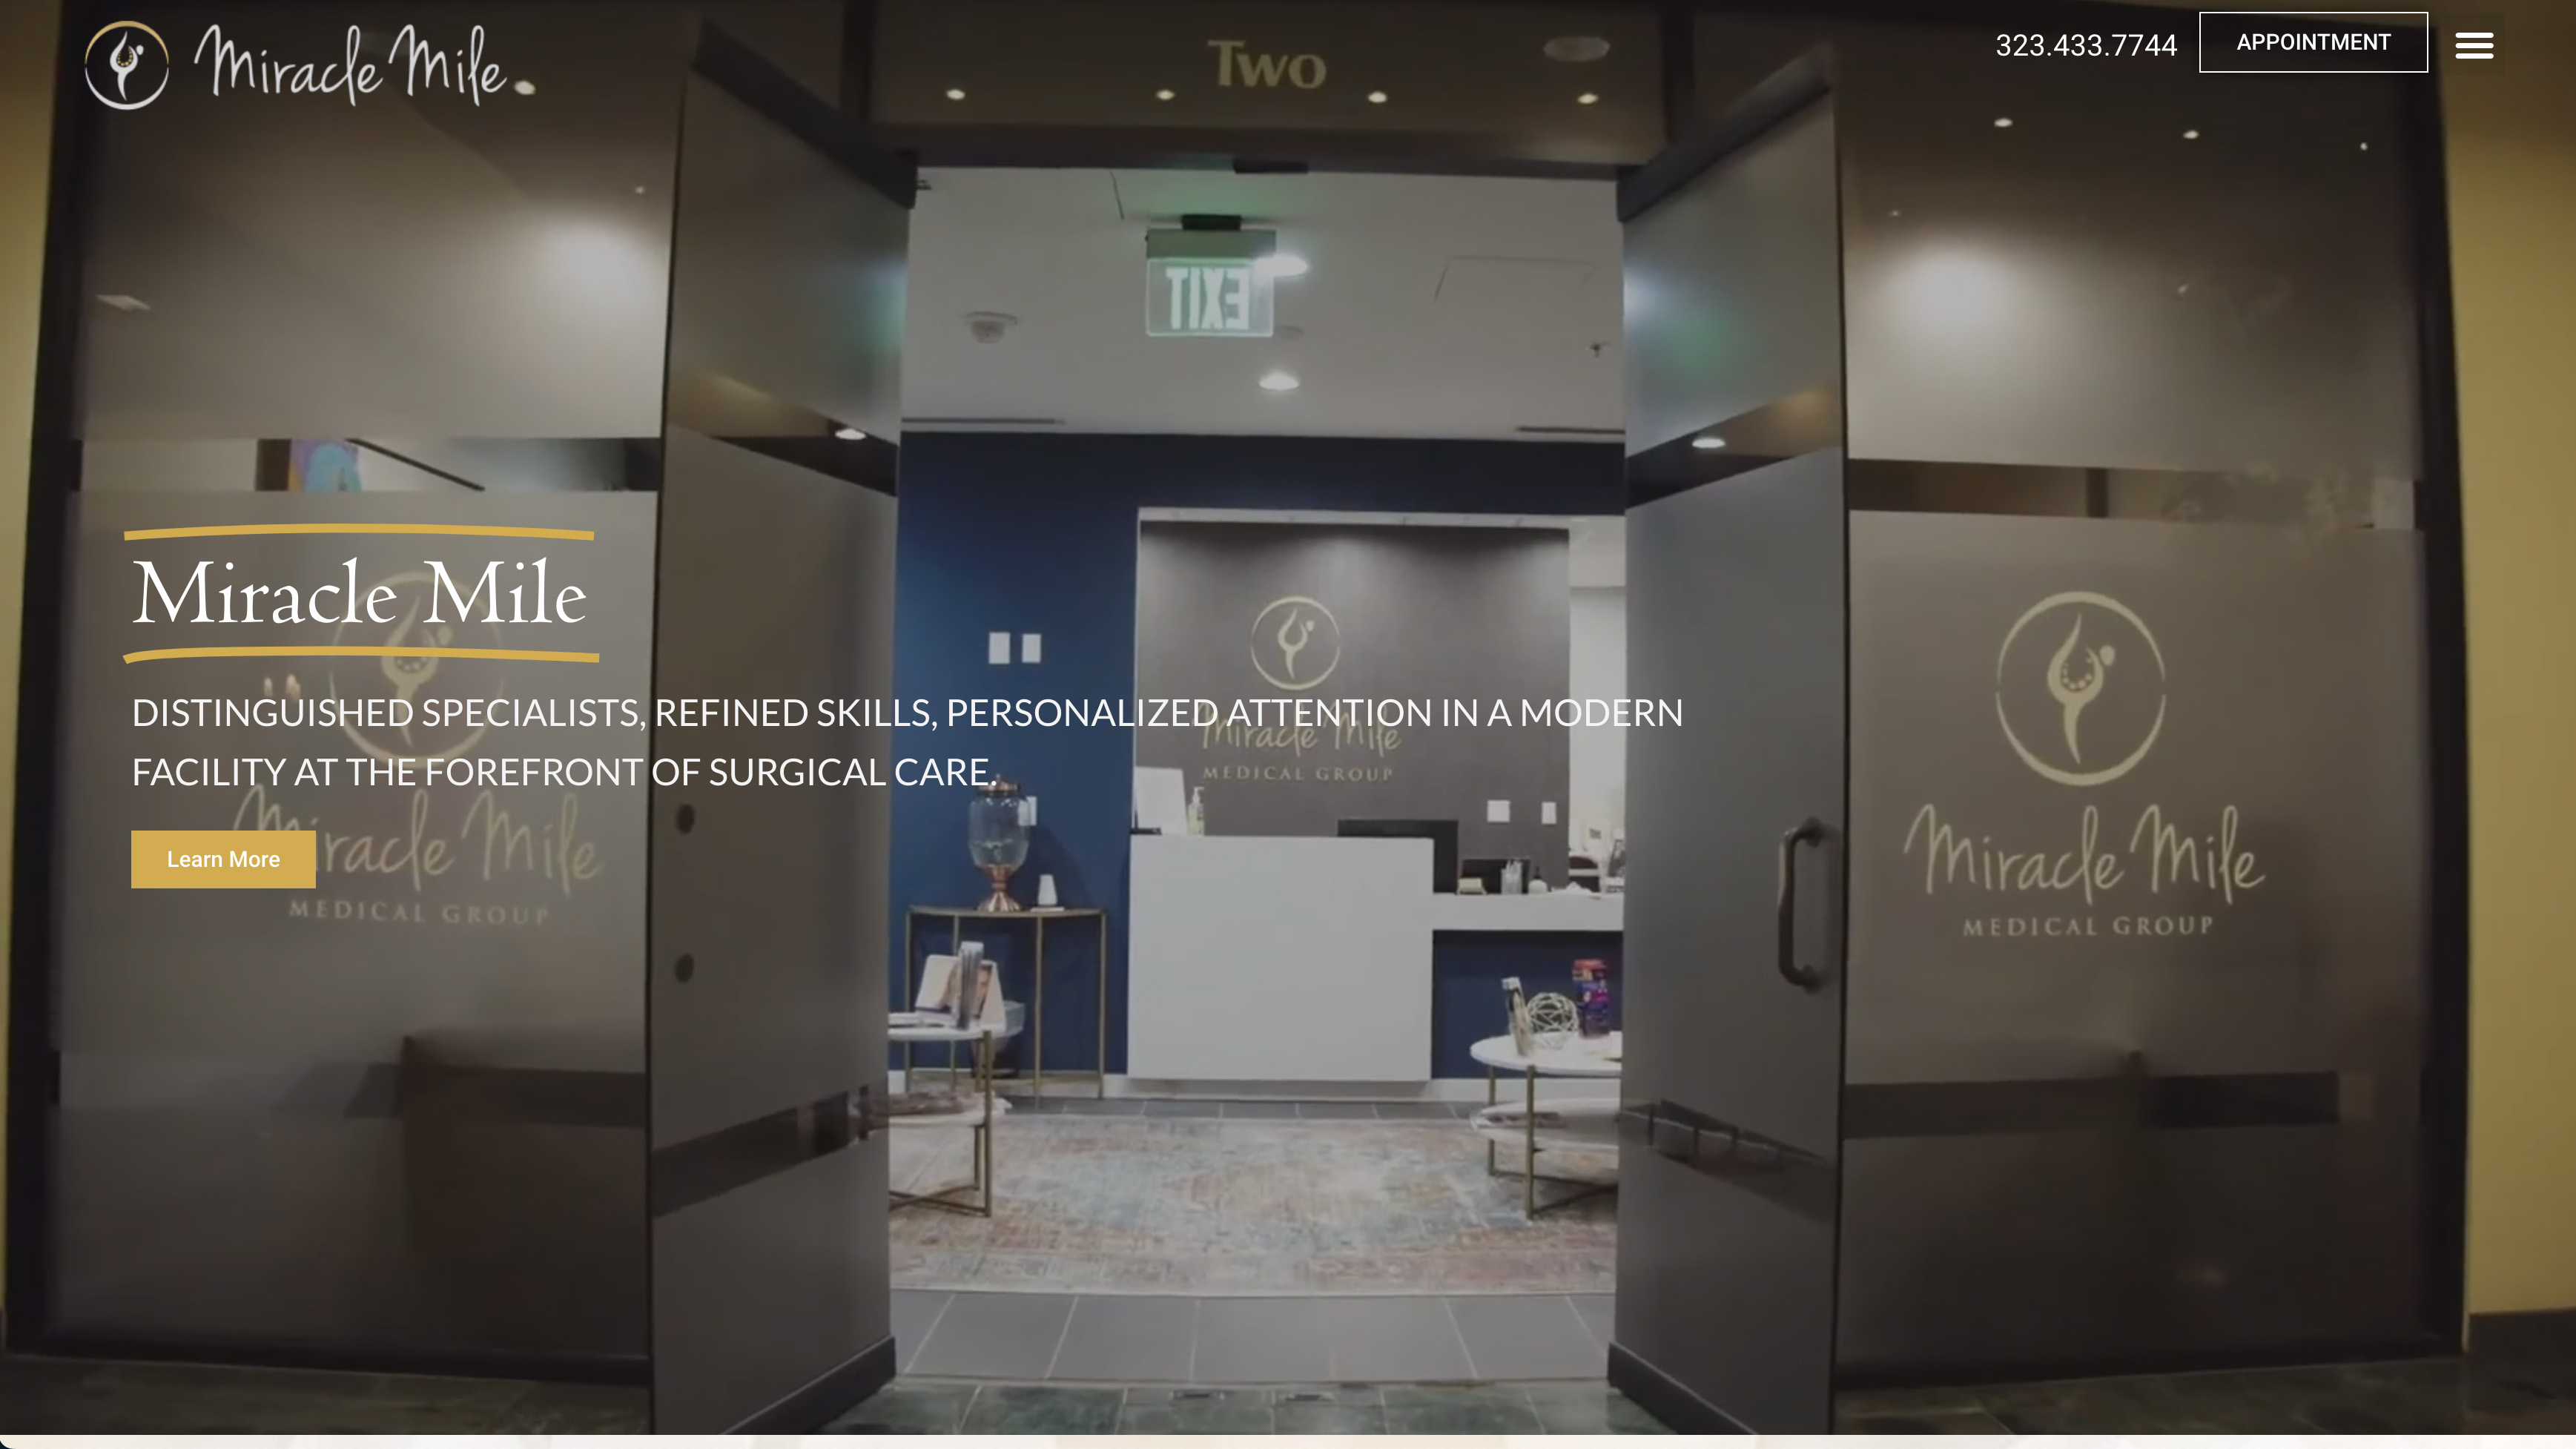 Miracle Mile
323.433.7744
APPOINTMENT
Two
EXIT
Miracle Mile
DISTINGUISHED SPECIALISTS, REFINED SKILLS, PERSONALIZED ATTENTION IN A MODERN
FACILITY AT THE FOREFRONT OF SURGICAL CARE.
Learn More
Miracle Mile
MEDICAL GROUP
Miracle Mile
MEDICAL GROUP
Miracle Mile
MEDICAL GROUP